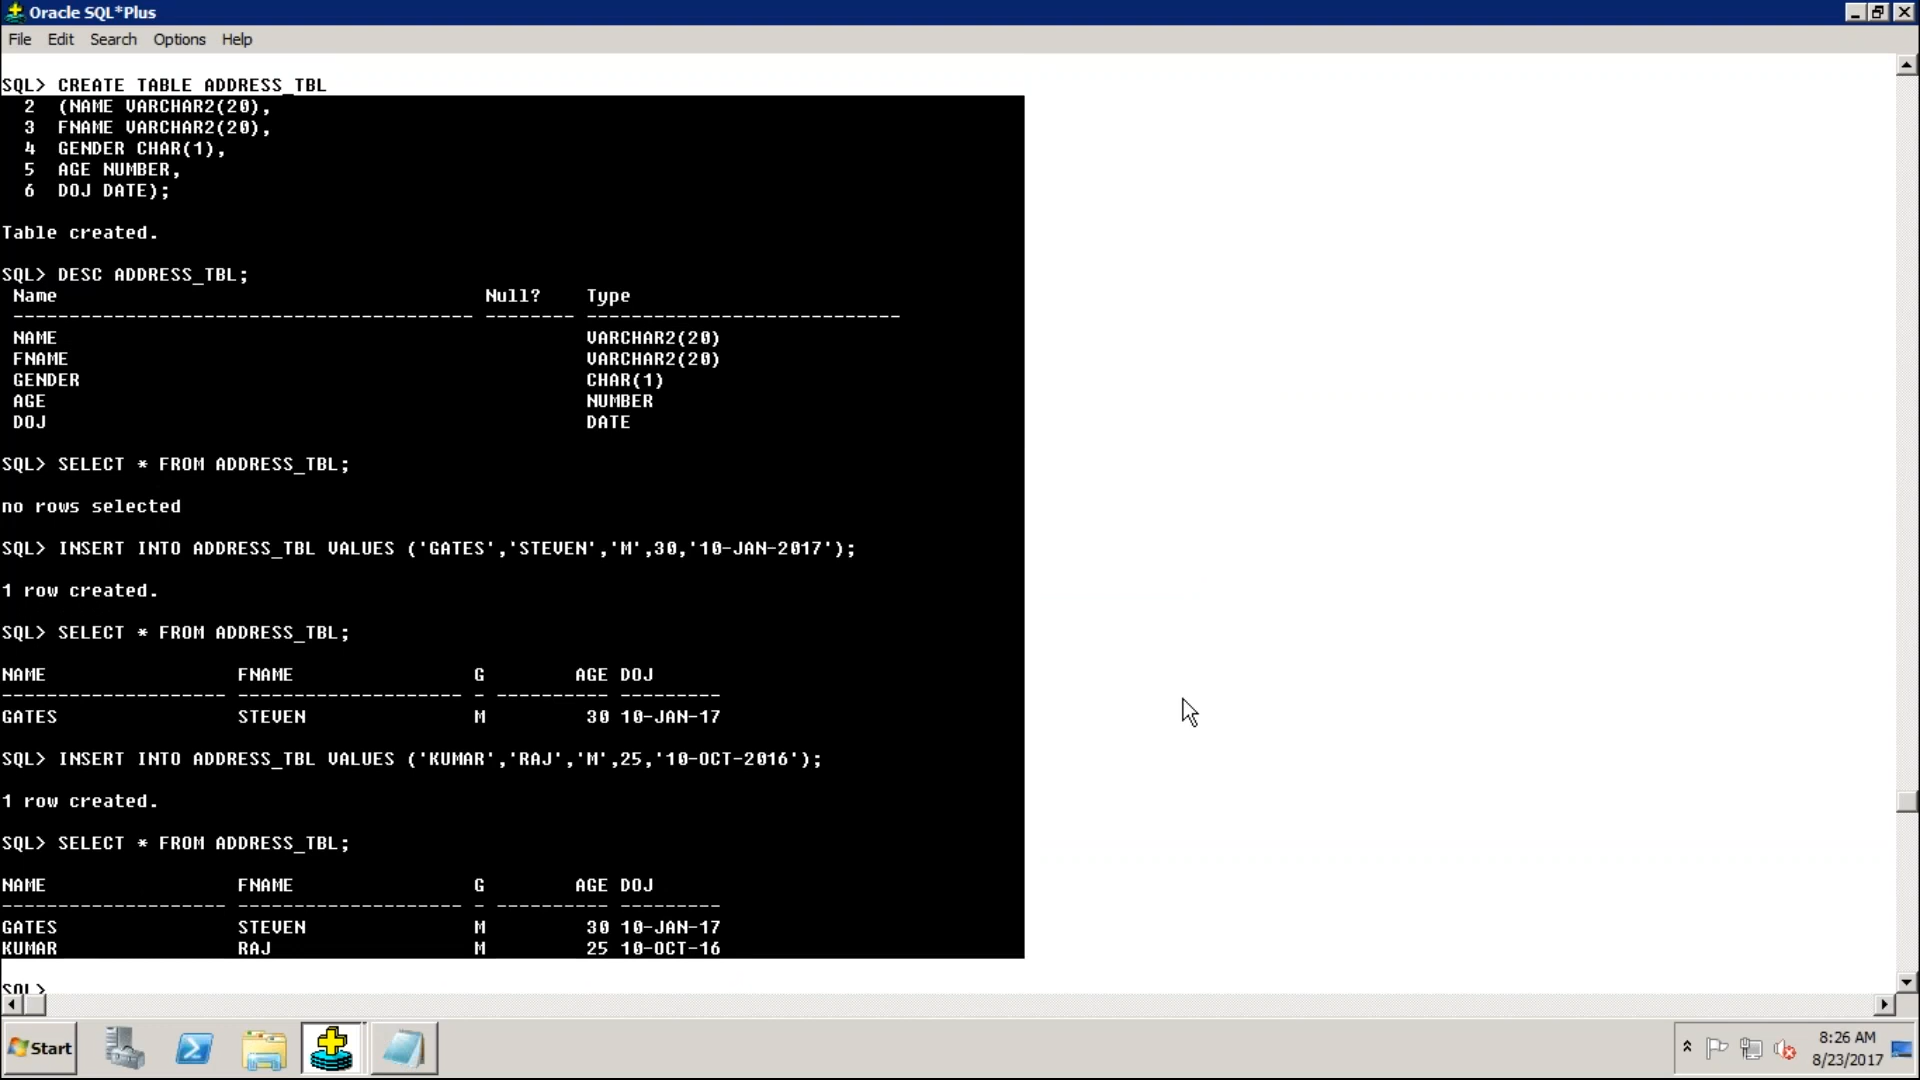 Oracle SQL*Plus
File Edit Search Options Help
SQL> CREATE TABLE ADDRESS_TBL
2 (NAME VARCHAR2(20),
3 FNAME VARCHAR2(20),
4 GENDER CHAR(1),
5 AGE NUMBER,
6 DOJ DATE);
Table created.
SQL> DESC ADDRESS_TBL;
Name Null? Type
----------------------------------------- -------- ----------------------------
NAME VARCHAR2(20)
FNAME VARCHAR2(20)
GENDER CHAR(1)
AGE NUMBER
DOJ DATE
SQL> SELECT * FROM ADDRESS_TBL;
no rows selected
SQL> INSERT INTO ADDRESS_TBL VALUES ('GATES','STEVEN','M',30,'10-JAN-2017');
1 row created.
SQL> SELECT * FROM ADDRESS_TBL;
NAME FNAME G AGE DOJ
-------------------- -------------------- - ---------- ---------
GATES STEVEN M 30 10-JAN-17
SQL> INSERT INTO ADDRESS_TBL VALUES ('KUMAR','RAJ','M',25,'10-OCT-2016');
1 row created.
SQL> SELECT * FROM ADDRESS_TBL;
NAME FNAME G AGE DOJ
-------------------- -------------------- - ---------- ---------
GATES STEVEN M 30 10-JAN-17
KUMAR RAJ M 25 10-OCT-16
SQL>
Start
8:26 AM
8/23/2017